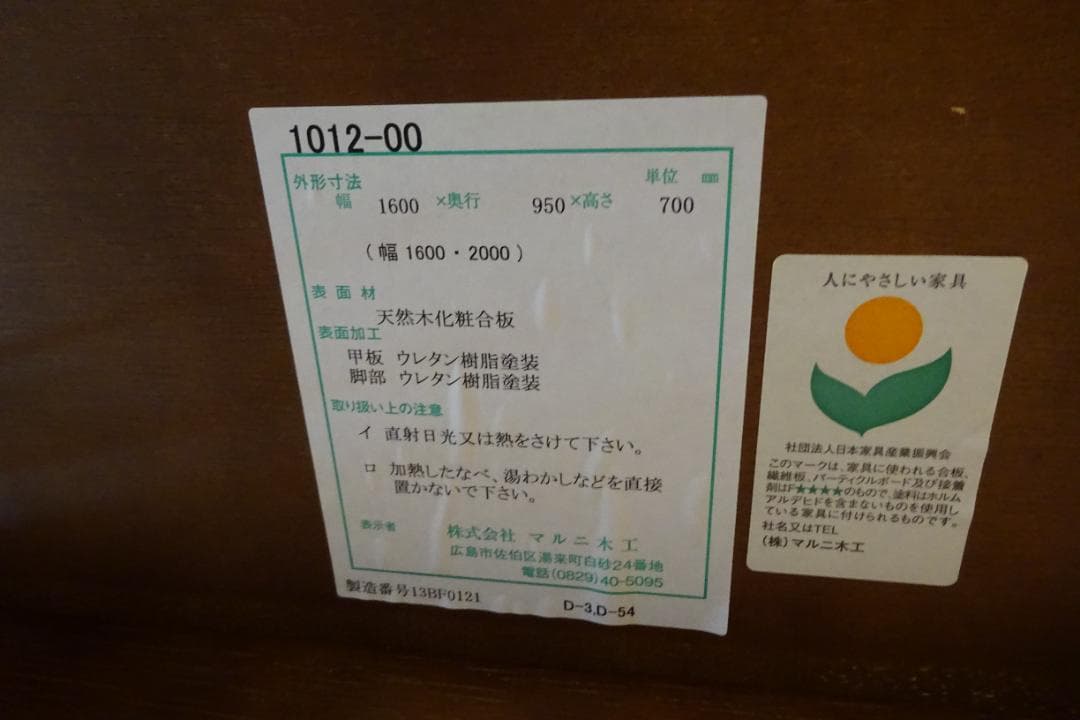 1012-00
外形寸法 単位 mm
幅 1600 ×奥行 950 ×高さ 700
(幅1600・2000)
表面材
天然木化粧合板
表面加工
甲板 ウレタン樹脂塗装
脚部 ウレタン樹脂塗装
取り扱い上の注意
イ 直射日光又は熱をさけて下さい。
ロ 加熱したなべ、湯わかしなどを直接
置かないで下さい。
表示者 株式会社 マルニ木工
広島市佐伯区湯来町白砂24番地
電話(0829)40-5095
製造番号13BF0121 D-3,D-54
人にやさしい家具
社団法人日本家具産業振興会
このマークは、家具に使われる合板、
繊維板、パーティクルボード及び接着
剤はF★★★★のもので、塗料はホルム
アルデヒドを含まないものを使用し
ている家具に付けられるものです。
社名又はTEL
(株)マルニ木工